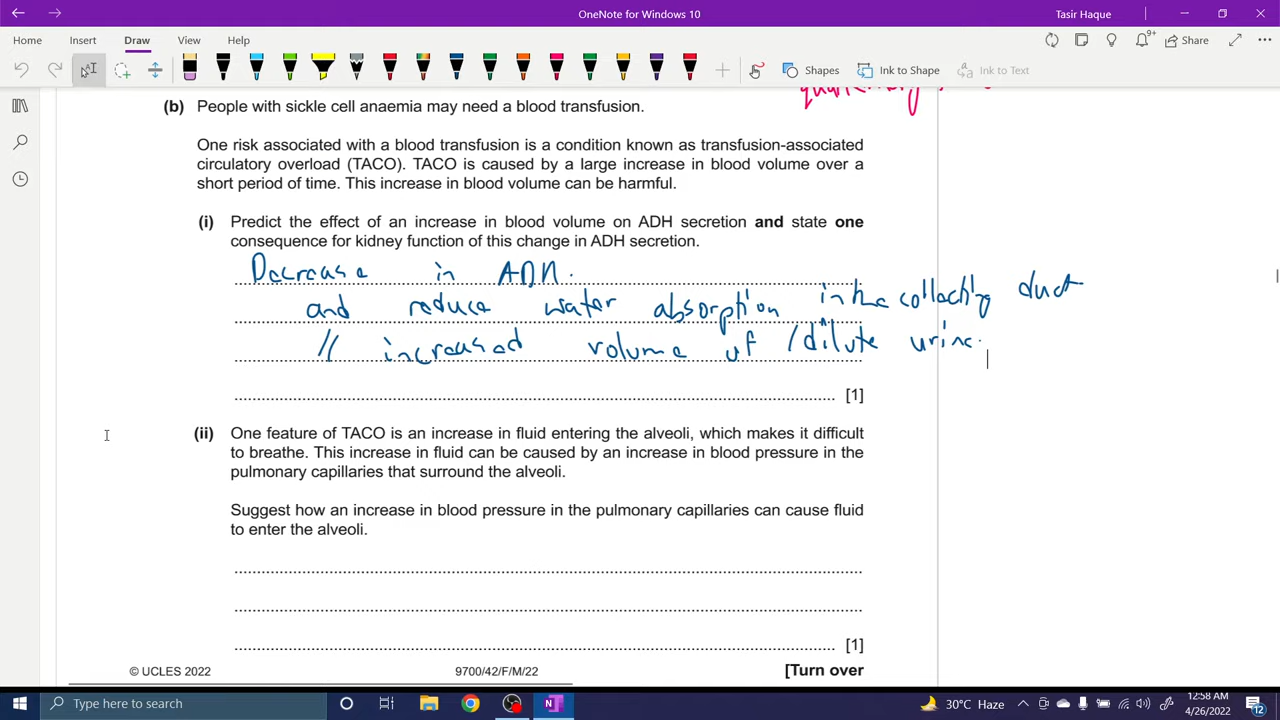 OneNote for Windows 10
Tasir Haque
Home Insert Draw View Help
Share
Shapes Ink to Shape Ink to Text
(b) People with sickle cell anaemia may need a blood transfusion.
One risk associated with a blood transfusion is a condition known as transfusion-associated
circulatory overload (TACO). TACO is caused by a large increase in blood volume over a
short period of time. This increase in blood volume can be harmful.
(i) Predict the effect of an increase in blood volume on ADH secretion and state one
consequence for kidney function of this change in ADH secretion.
Decrease in ADH.
and reduce water absorption in the collecting duct
// increased volume of /dilute urine.
[1]
(ii) One feature of TACO is an increase in fluid entering the alveoli, which makes it difficult
to breathe. This increase in fluid can be caused by an increase in blood pressure in the
pulmonary capillaries that surround the alveoli.
Suggest how an increase in blood pressure in the pulmonary capillaries can cause fluid
to enter the alveoli.
[1]
© UCLES 2022 9700/42/F/M/22 [Turn over
Type here to search
30°C Haze
12:58 AM
4/26/2022
12